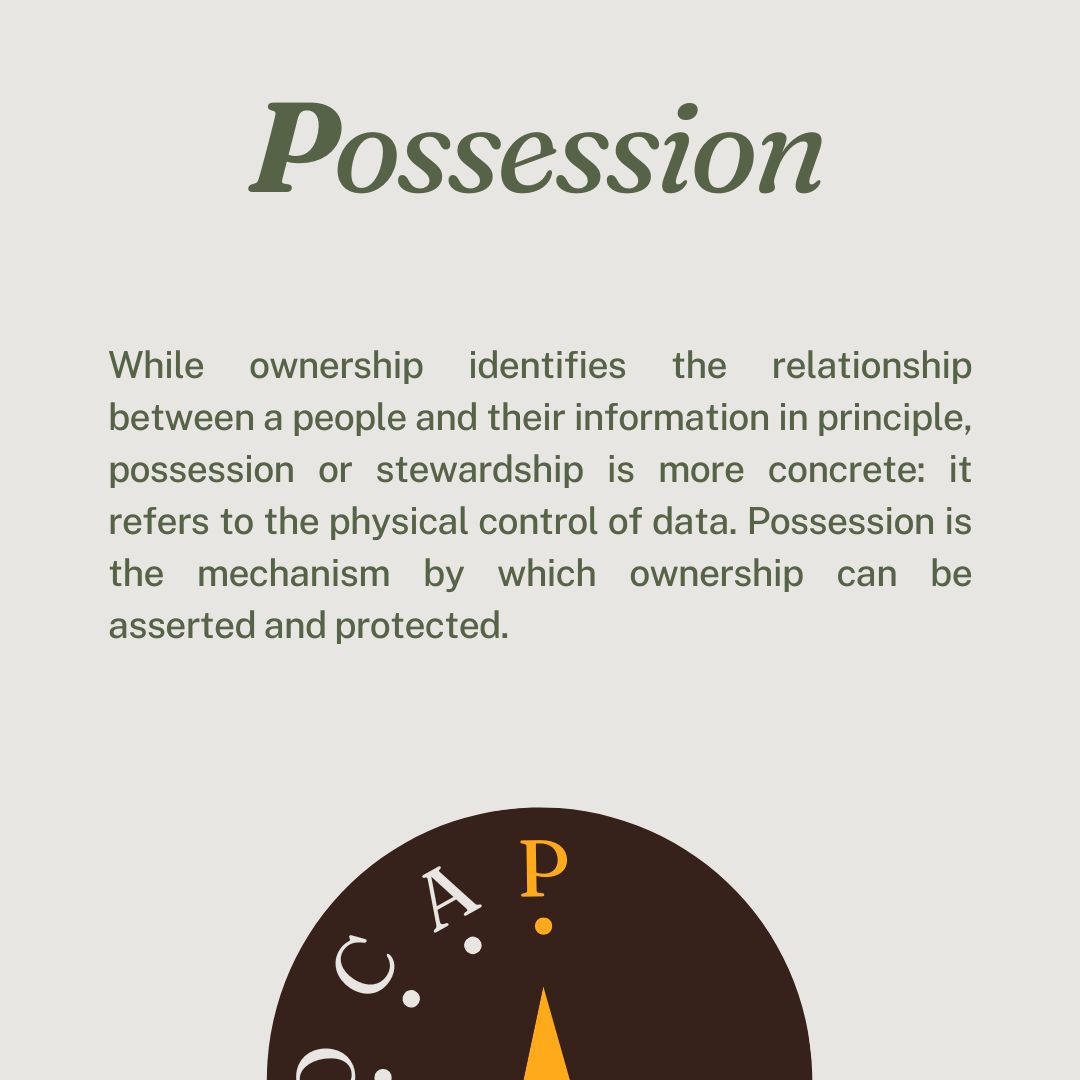 Possession
While ownership identifies the relationship
between a people and their information in principle,
possession or stewardship is more concrete: it
refers to the physical control of data. Possession is
the mechanism by which ownership can be
asserted and protected.
O
C
A
P